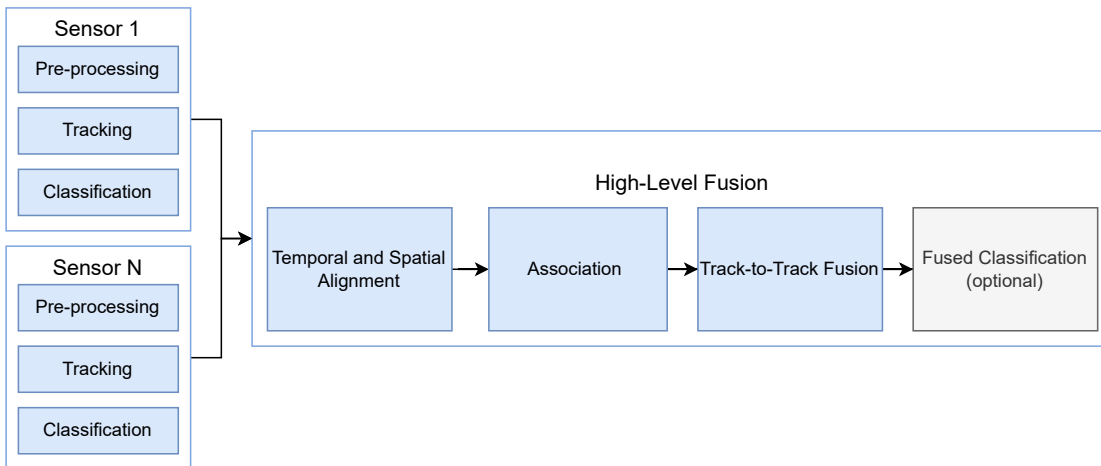 Sensor 1
Pre-processing
Tracking
Classification
Sensor N
Pre-processing
Tracking
Classification
High-Level Fusion
Temporal and Spatial
Alignment
Association
Track-to-Track Fusion
Fused Classification
(optional)